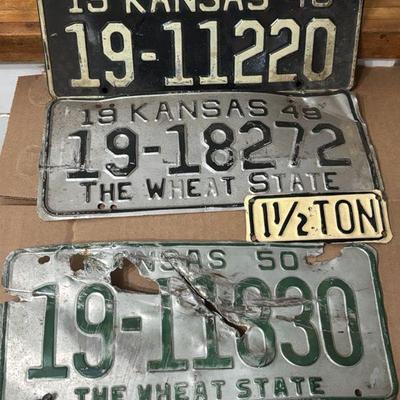 19 KANSAS
19-11220
19 KANSAS 49
19-18272
THE WHEAT STATE
1 1/2 TON
KANSAS 50
19-11830
THE WHEAT STATE